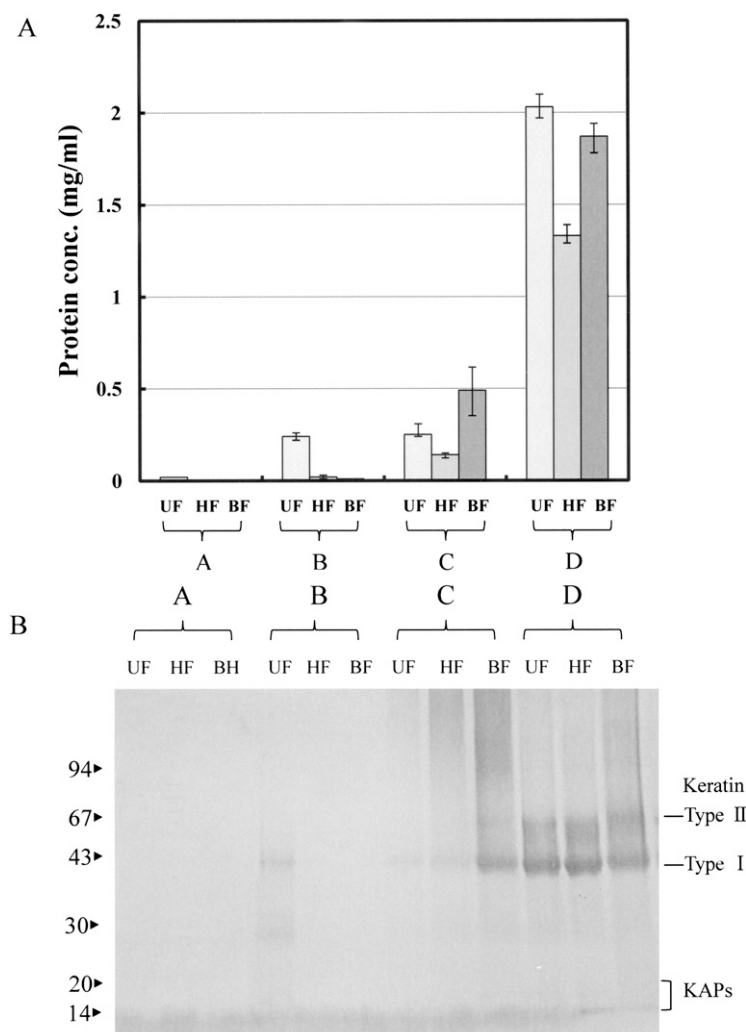 A
Protein conc. (mg/ml)
2.5
2
1.5
1
0.5
0
UF HF BF UF HF BF UF HF BF UF HF BF
A B C D
B
A B C D
UF HF BH UF HF BF UF HF BF UF HF BF
94
67
43
30
20
14
Keratin
Type II
Type I
KAPs